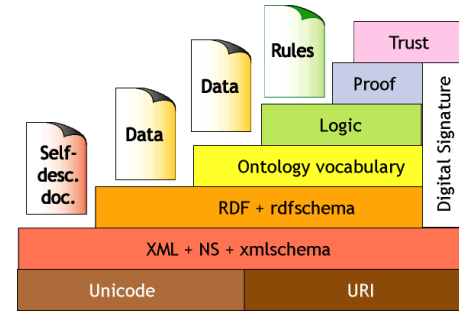 Rules
Trust
Data
Proof
Data
Logic
Self-
desc.
doc.
Ontology vocabulary
Digital Signature
RDF + rdfschema
XML + NS + xmlschema
Unicode
URI